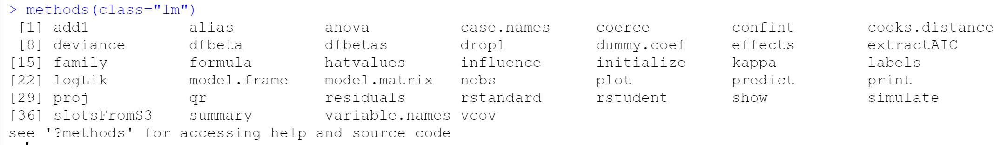 > methods(class="lm")
 [1] add1           alias          anova          case.names     coerce         confint        cooks.distance
 [8] deviance       dfbeta         dfbetas        drop1          dummy.coef     effects        extractAIC
[15] family         formula        hatvalues      influence      initialize     kappa          labels
[22] logLik         model.frame    model.matrix   nobs           plot           predict        print
[29] proj           qr             residuals      rstandard      rstudent       show           simulate
[36] slotsFromS3    summary        variable.names vcov
see '?methods' for accessing help and source code